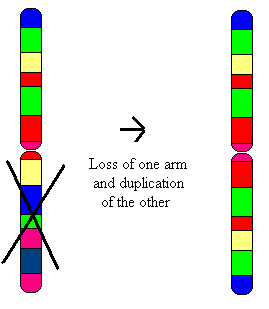 Loss of one arm
and duplication
of the other